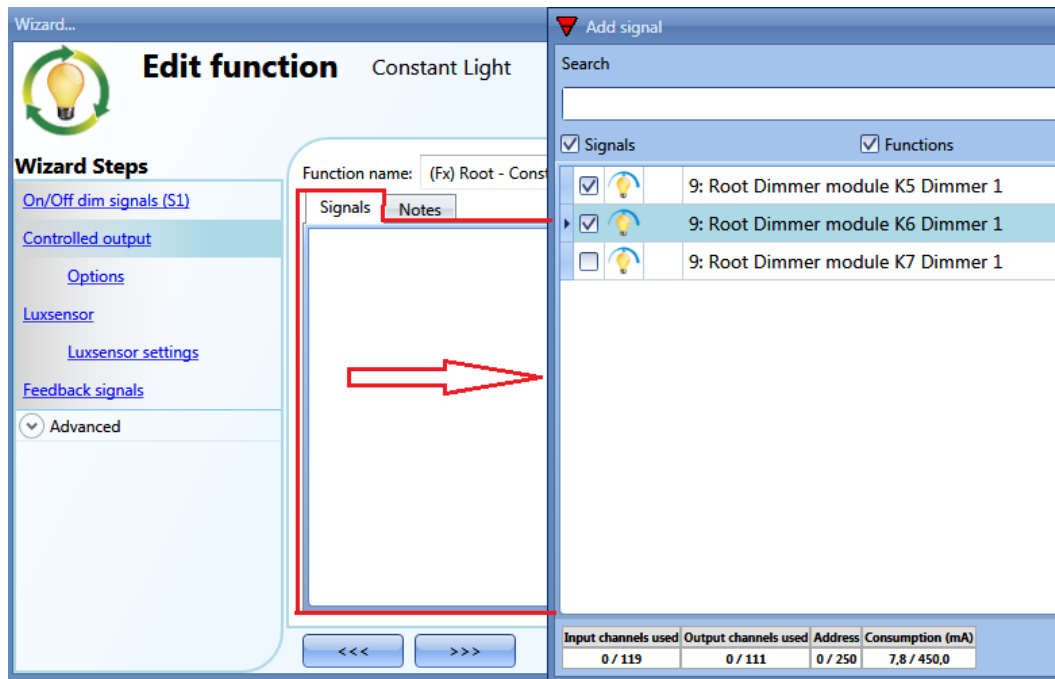 Wizard...
Edit function Constant Light
Wizard Steps
On/Off dim signals (S1)
Controlled output
Options
Luxsensor
Luxsensor settings
Feedback signals
Advanced
Function name: (Fx) Root - Const
Signals Notes
<<< >>>
Add signal
Search
Signals Functions
9: Root Dimmer module K5 Dimmer 1
9: Root Dimmer module K6 Dimmer 1
9: Root Dimmer module K7 Dimmer 1
Input channels used Output channels used Address Consumption (mA)
0 / 119 0 / 111 0 / 250 7,8 / 450,0